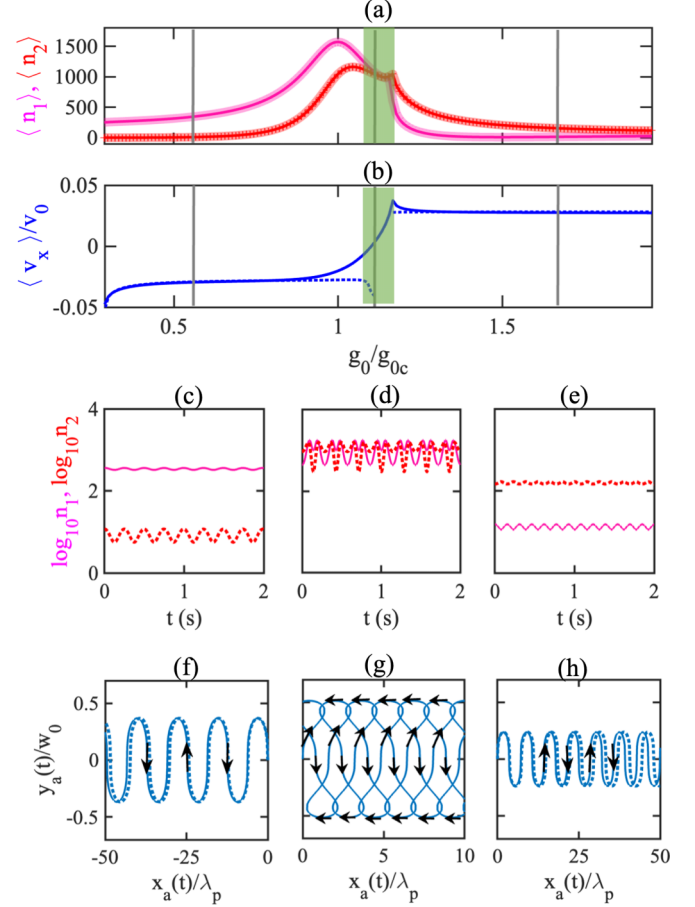 (a)
⟨ n₁⟩, ⟨ n₂⟩
1500
1000
500
0
(b)
⟨ vₓ ⟩/v₀
0.05
0
-0.05
0.5
1
1.5
g₀/g₀c
(c)
(d)
(e)
log₁₀n₁, log₁₀n₂
4
2
0
0
1
2
0
1
2
0
1
2
t (s)
t (s)
t (s)
(f)
(g)
(h)
yₐ(t)/w₀
0.5
0
-0.5
-50
-25
0
0
5
10
0
25
50
xₐ(t)/λₚ
xₐ(t)/λₚ
xₐ(t)/λₚ